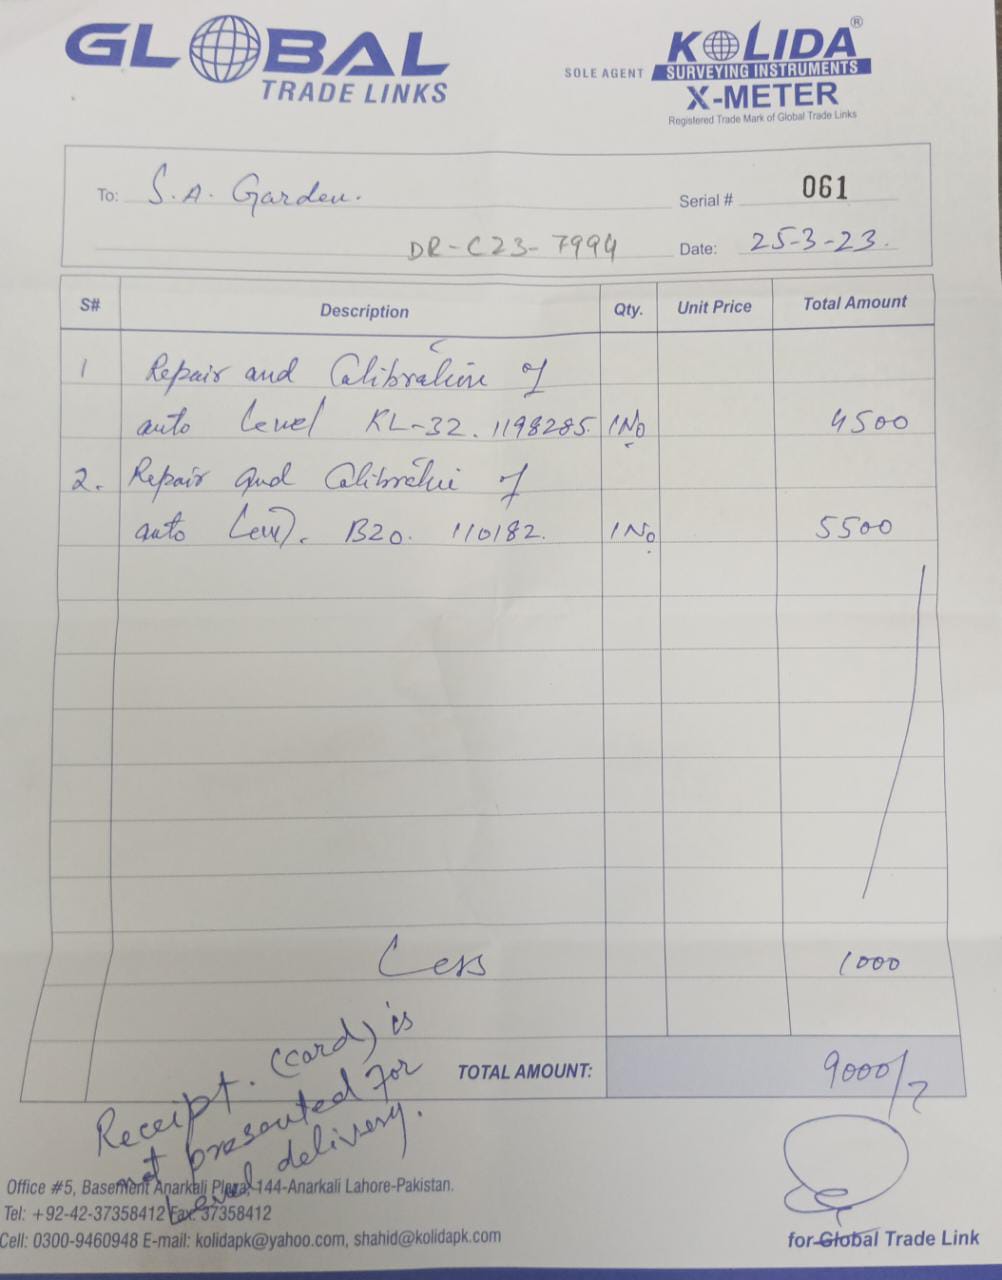 GLOBAL
TRADE LINKS
SOLE AGENT
KOLIDA®
SURVEYING INSTRUMENTS
X-METER
Registered Trade Mark of Global Trade Links
To: S.A. Garden.
Serial # 061
DR-C23-7994
Date: 25-3-23.
S# Description Qty. Unit Price Total Amount
1 Repair and Calibration of
auto level KL-32. 1198285. 1No 4500
2. Repair and Calibration of
auto level. B20. 110182. 1No 5500
Less 1000
TOTAL AMOUNT: 9000/-
Receipt. (card) is
not presented for
level delivery.
Office #5, Basement Anarkali Plaza, 144-Anarkali Lahore-Pakistan.
Tel: +92-42-37358412 Fax: 37358412
Cell: 0300-9460948 E-mail: kolidapk@yahoo.com, shahid@kolidapk.com
for Global Trade Link